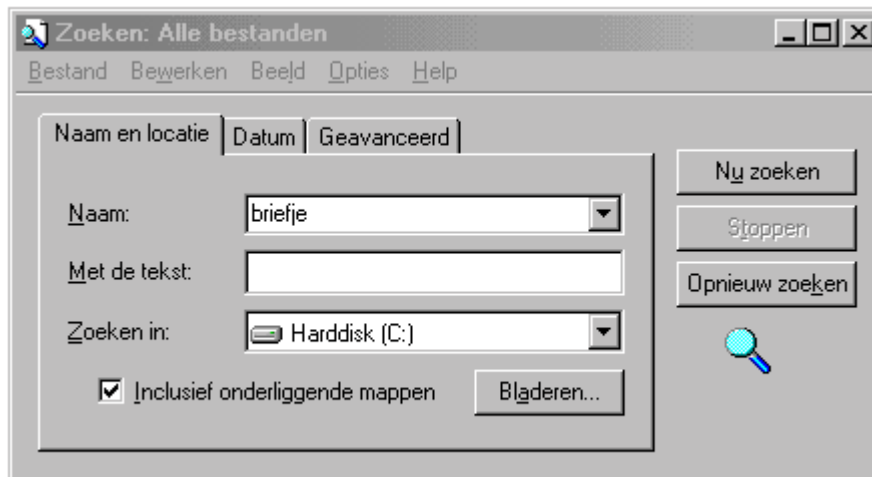 Zoeken: Alle bestanden
Bestand Bewerken Beeld Opties Help
Naam en locatie Datum Geavanceerd
Nu zoeken
Naam: briefje
Stoppen
Met de tekst:
Opnieuw zoeken
Zoeken in: Harddisk (C:)
Inclusief onderliggende mappen Bladeren...